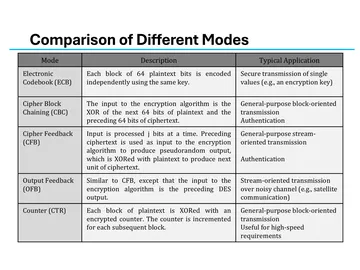 Comparison of Different Modes
Mode Description Typical Application
Electronic Codebook (ECB)
Each block of 64 plaintext bits is encoded
independently using the same key.
Secure transmission of single
values (e.g., an encryption key)
Cipher Block
Chaining (CBC)
The input to the encryption algorithm is the
XOR of the next 64 bits of plaintext and the
preceding 64 bits of ciphertext.
General-purpose block-oriented
transmission
Authentication
Cipher Feedback
(CFB)
Input is processed j bits at a time. Preceding
ciphertext is used as input to the encryption
algorithm to produce pseudorandom output,
which is XORed with plaintext to produce next
unit of ciphertext.
General-purpose stream-
oriented transmission
Authentication
Output Feedback
(OFB)
Similar to CFB, except that the input to the
encryption algorithm is the preceding DES
output.
Stream-oriented transmission
over noisy channel (e.g., satellite
communication)
Counter (CTR)
Each block of plaintext is XORed with an
encrypted counter. The counter is incremented
for each subsequent block.
General-purpose block-oriented
transmission
Useful for high-speed
requirements